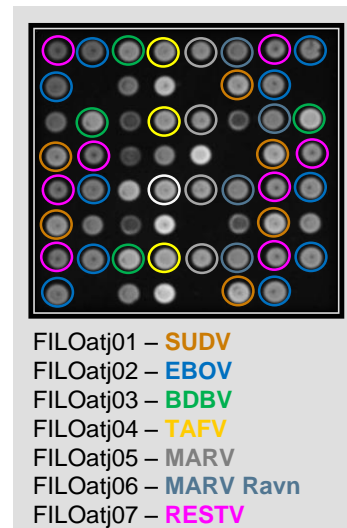 FILOatj01 – SUDV
FILOatj02 – EBOV
FILOatj03 – BDBV
FILOatj04 – TAFV
FILOatj05 – MARV
FILOatj06 – MARV Ravn
FILOatj07 – RESTV